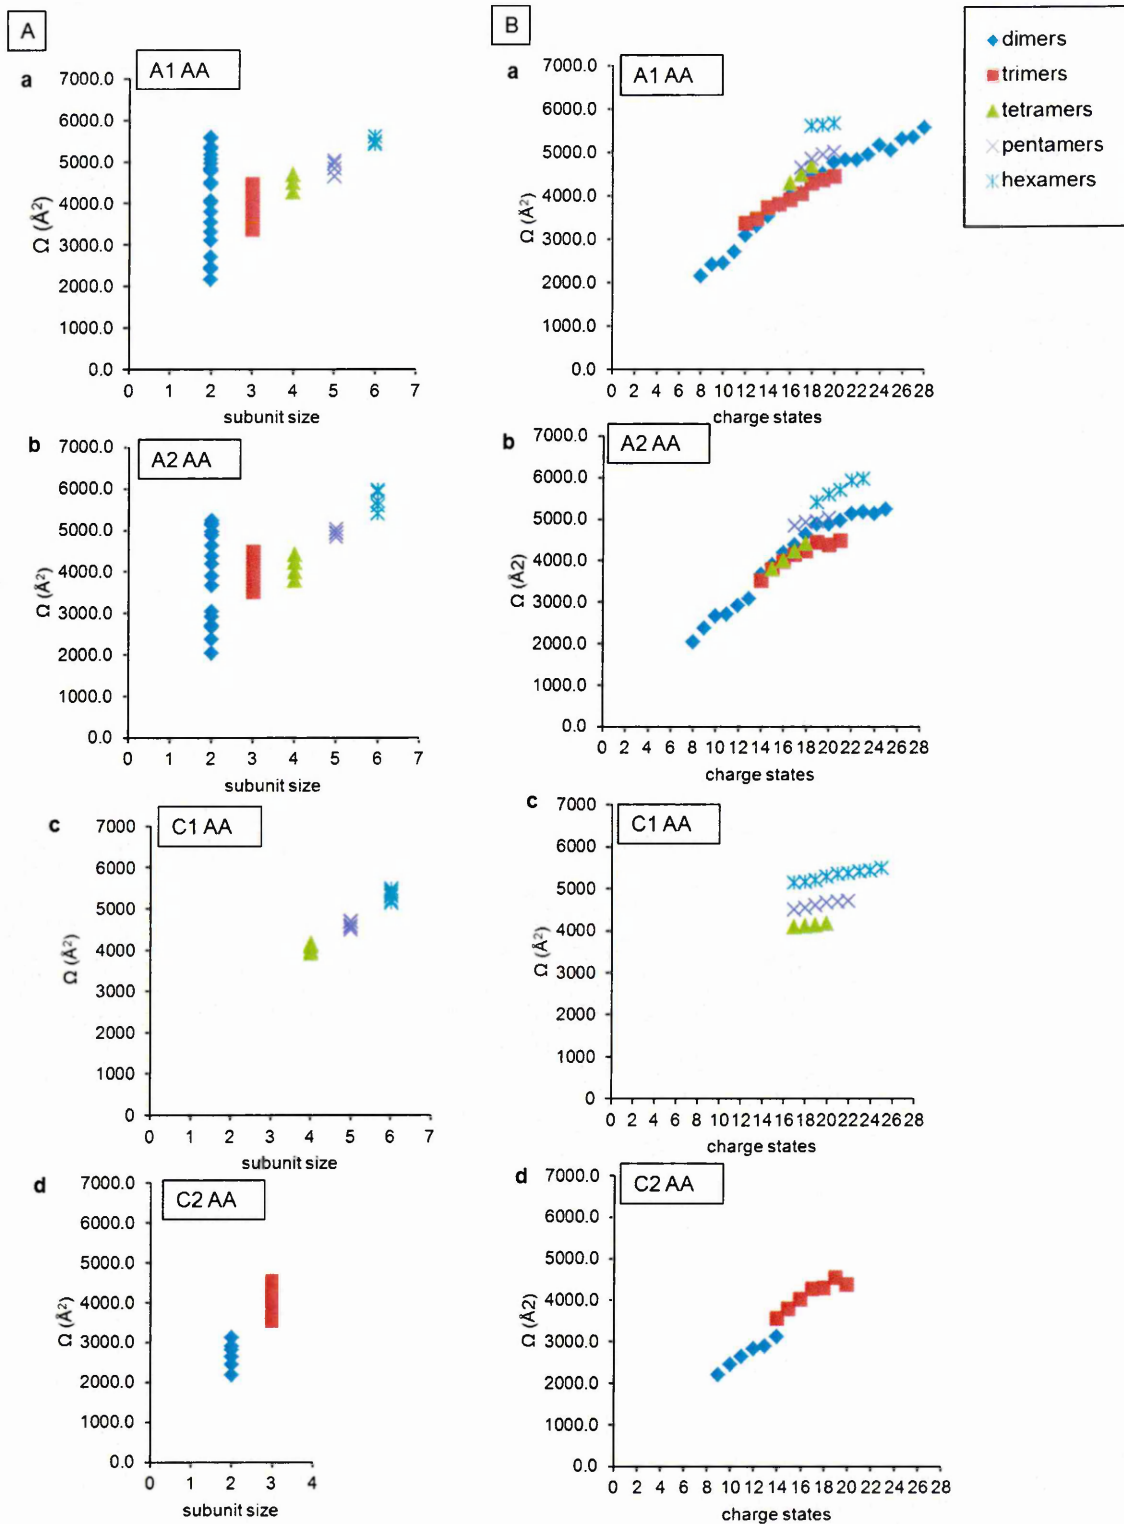 A
B
dimers
trimers
tetramers
pentamers
hexamers
a
A1 AA
7000.0
6000.0
5000.0
4000.0
3000.0
2000.0
1000.0
0.0
Ω (Å²)
0 1 2 3 4 5 6 7
subunit size
a
A1 AA
7000.0
6000.0
5000.0
4000.0
3000.0
2000.0
1000.0
0.0
Ω (Å²)
0 2 4 6 8 10 12 14 16 18 20 22 24 26 28
charge states
b
A2 AA
7000.0
6000.0
5000.0
4000.0
3000.0
2000.0
1000.0
0.0
Ω (Å²)
0 1 2 3 4 5 6 7
subunit size
b
A2 AA
7000.0
6000.0
5000.0
4000.0
3000.0
2000.0
1000.0
0.0
Ω (Å2)
0 2 4 6 8 10 12 14 16 18 20 22 24 26 28
charge states
c
C1 AA
7000
6000
5000
4000
3000
2000
1000
0
Ω (Å²)
0 1 2 3 4 5 6 7
subunit size
c
C1 AA
7000
6000
5000
4000
3000
2000
1000
0
Ω (Å²)
0 2 4 6 8 10 12 14 16 18 20 22 24 26 28
charge states
d
C2 AA
7000.0
6000.0
5000.0
4000.0
3000.0
2000.0
1000.0
0.0
Ω (Å²)
0 1 2 3 4
subunit size
d
C2 AA
7000.0
6000.0
5000.0
4000.0
3000.0
2000.0
1000.0
0.0
Ω (Å2)
0 2 4 6 8 10 12 14 16 18 20 22 24 26 28
charge states